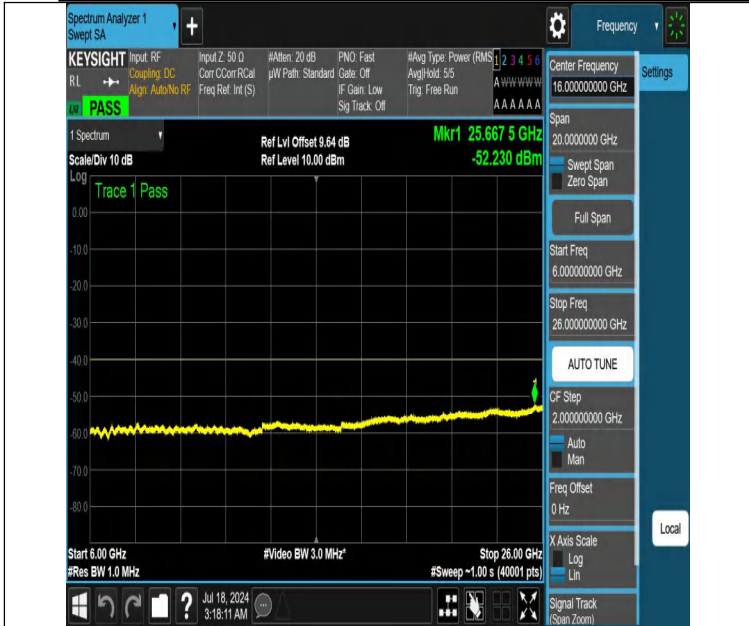 Spectrum Analyzer 1
Swept SA
Frequency
KEYSIGHT
RL
LXI PASS
Input: RF
Coupling: DC
Align: Auto/No RF
Input Z: 50 Ω
Corr CCorr RCal
Freq Ref: Int (S)
#Atten: 20 dB
µW Path: Standard
PNO: Fast
Gate: Off
IF Gain: Low
Sig Track: Off
#Avg Type: Power (RMS
Avg|Hold: 5/5
Trig: Free Run
1 2 3 4 5 6
A W W W W W
A A A A A A
1 Spectrum
Scale/Div 10 dB
Ref Lvl Offset 9.64 dB
Ref Level 10.00 dBm
Mkr1 25.667 5 GHz
-52.230 dBm
Log
Trace 1 Pass
0.00
-10.0
-20.0
-30.0
-40.0
-50.0
-60.0
-70.0
-80.0
1
Start 6.00 GHz
#Res BW 1.0 MHz
#Video BW 3.0 MHz*
Stop 26.00 GHz
#Sweep ~1.00 s (40001 pts)
Jul 18, 2024
3:18:11 AM
Center Frequency
16.000000000 GHz
Settings
Span
20.0000000 GHz
Swept Span
Zero Span
Full Span
Start Freq
6.000000000 GHz
Stop Freq
26.000000000 GHz
AUTO TUNE
CF Step
2.000000000 GHz
Auto
Man
Freq Offset
0 Hz
X Axis Scale
Log
Lin
Local
Signal Track
(Span Zoom)